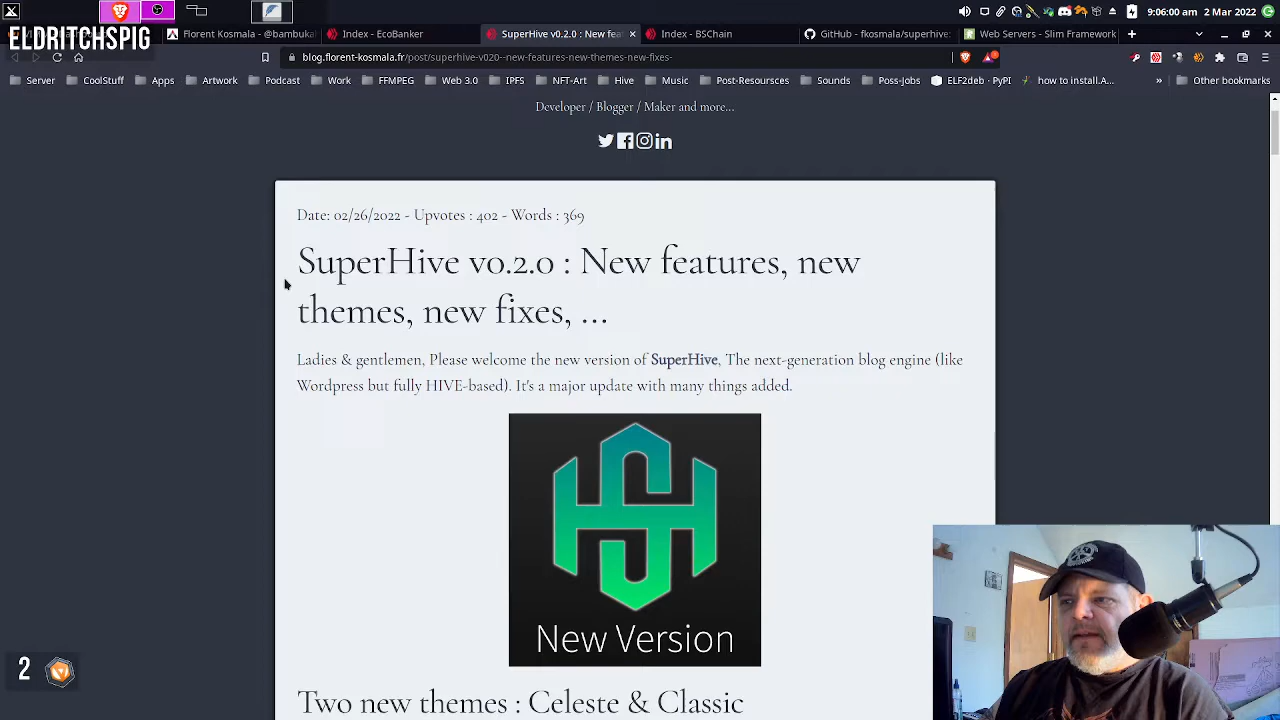 9:06:00 am 2 Mar 2022
ELDRITCHSPIG
Florent Kosmala - @bambuka
Index - EcoBanker
SuperHive v0.2.0 : New fea
Index - BSChain
GitHub - fkosmala/superhive:
Web Servers - Slim Framework
blog.florent-kosmala.fr/post/superhive-v020--new-features-new-themes-new-fixes-
Server
CoolStuff
Apps
Artwork
Podcast
Work
FFMPEG
Web 3.0
IPFS
NFT-Art
Hive
Music
Post-Resoursces
Sounds
Poss-Jobs
ELF2deb · PyPI
how to install.A...
»
Other bookmarks
Developer / Blogger / Maker and more...
Date: 02/26/2022 - Upvotes : 402 - Words : 369
SuperHive v0.2.0 : New features, new
themes, new fixes, ...
Ladies & gentlemen, Please welcome the new version of SuperHive, The next-generation blog engine (like
Wordpress but fully HIVE-based). It's a major update with many things added.
New Version
2
Two new themes : Celeste & Classic